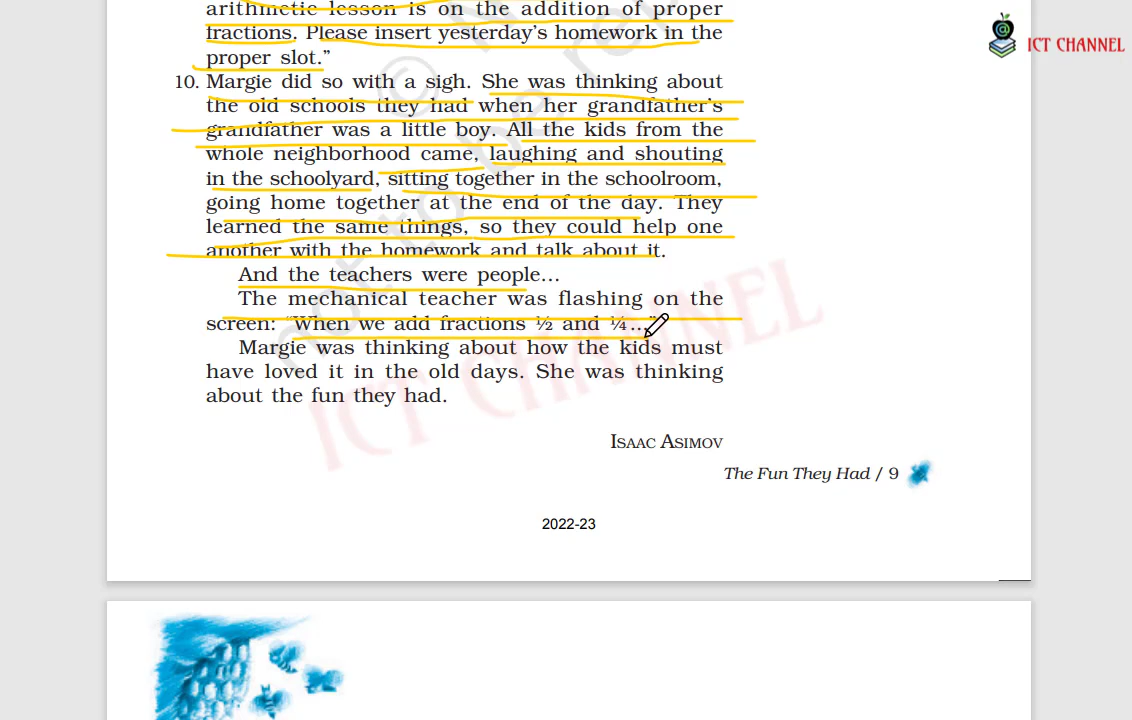 arithmetic lesson is on the addition of proper
fractions. Please insert yesterday's homework in the
proper slot.”
10. Margie did so with a sigh. She was thinking about
the old schools they had when her grandfather's
grandfather was a little boy. All the kids from the
whole neighborhood came, laughing and shouting
in the schoolyard, sitting together in the schoolroom,
going home together at the end of the day. They
learned the same things, so they could help one
another with the homework and talk about it.
And the teachers were people...
The mechanical teacher was flashing on the
screen: “When we add fractions ½ and ¼...”
Margie was thinking about how the kids must
have loved it in the old days. She was thinking
about the fun they had.
ISAAC ASIMOV
The Fun They Had / 9
2022-23
ICT CHANNEL
ICT CHANNEL
not to be re